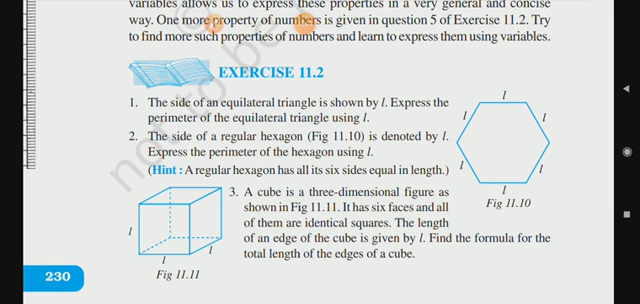 variables allows us to express these properties in a very general and concise
way. One more property of numbers is given in question 5 of Exercise 11.2. Try
to find more such properties of numbers and learn to express them using variables.
EXERCISE 11.2
1. The side of an equilateral triangle is shown by l. Express the
perimeter of the equilateral triangle using l.
2. The side of a regular hexagon (Fig 11.10) is denoted by l.
Express the perimeter of the hexagon using l.
(Hint : A regular hexagon has all its six sides equal in length.)
l
l
l
l
l
l
Fig 11.10
3. A cube is a three-dimensional figure as
shown in Fig 11.11. It has six faces and all
of them are identical squares. The length
of an edge of the cube is given by l. Find the formula for the
total length of the edges of a cube.
l
l
l
Fig 11.11
230
not to be